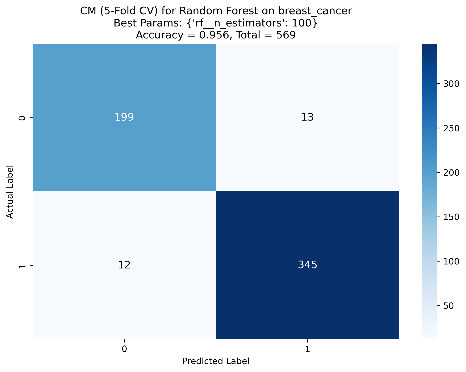 CM (5-Fold CV) for Random Forest on breast_cancer
Best Params: {'rf__n_estimators': 100}
Accuracy = 0.956, Total = 569
Actual Label
0
199
13
1
12
345
0
1
Predicted Label
300
250
200
150
100
50